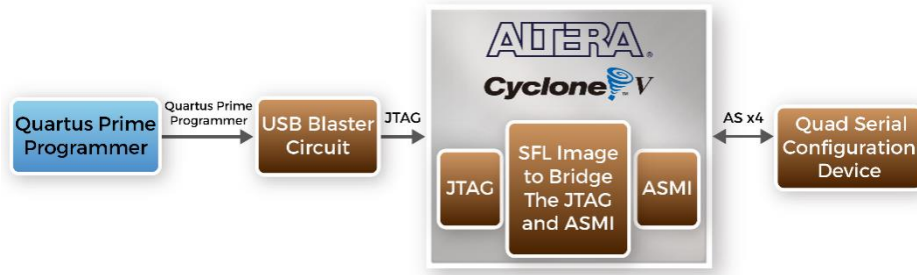 ALTERA®
Cyclone™ V
Quartus Prime
Programmer
Quartus Prime
Programmer
USB Blaster
Circuit
JTAG
JTAG
SFL Image
to Bridge
The JTAG
and ASMI
ASMI
AS x4
Quad Serial
Configuration
Device